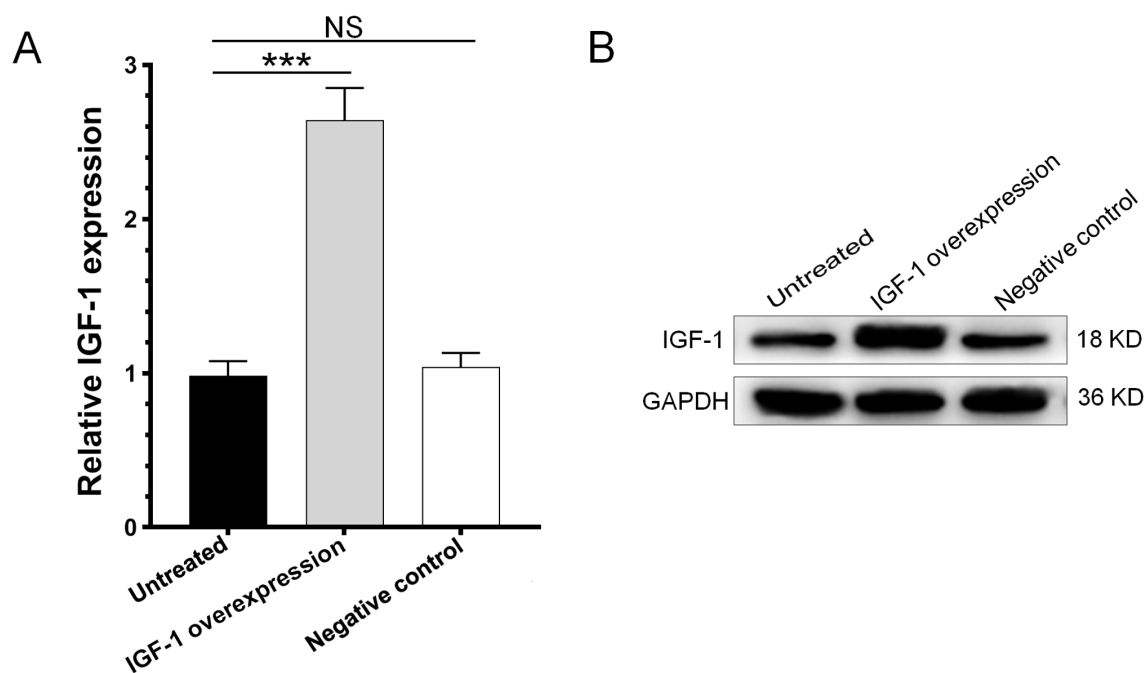 A
NS
***
3
2
1
0
Relative IGF-1 expression
Untreated
IGF-1 overexpression
Negative control
B
Untreated
IGF-1 overexpression
Negative control
IGF-1
18 KD
GAPDH
36 KD